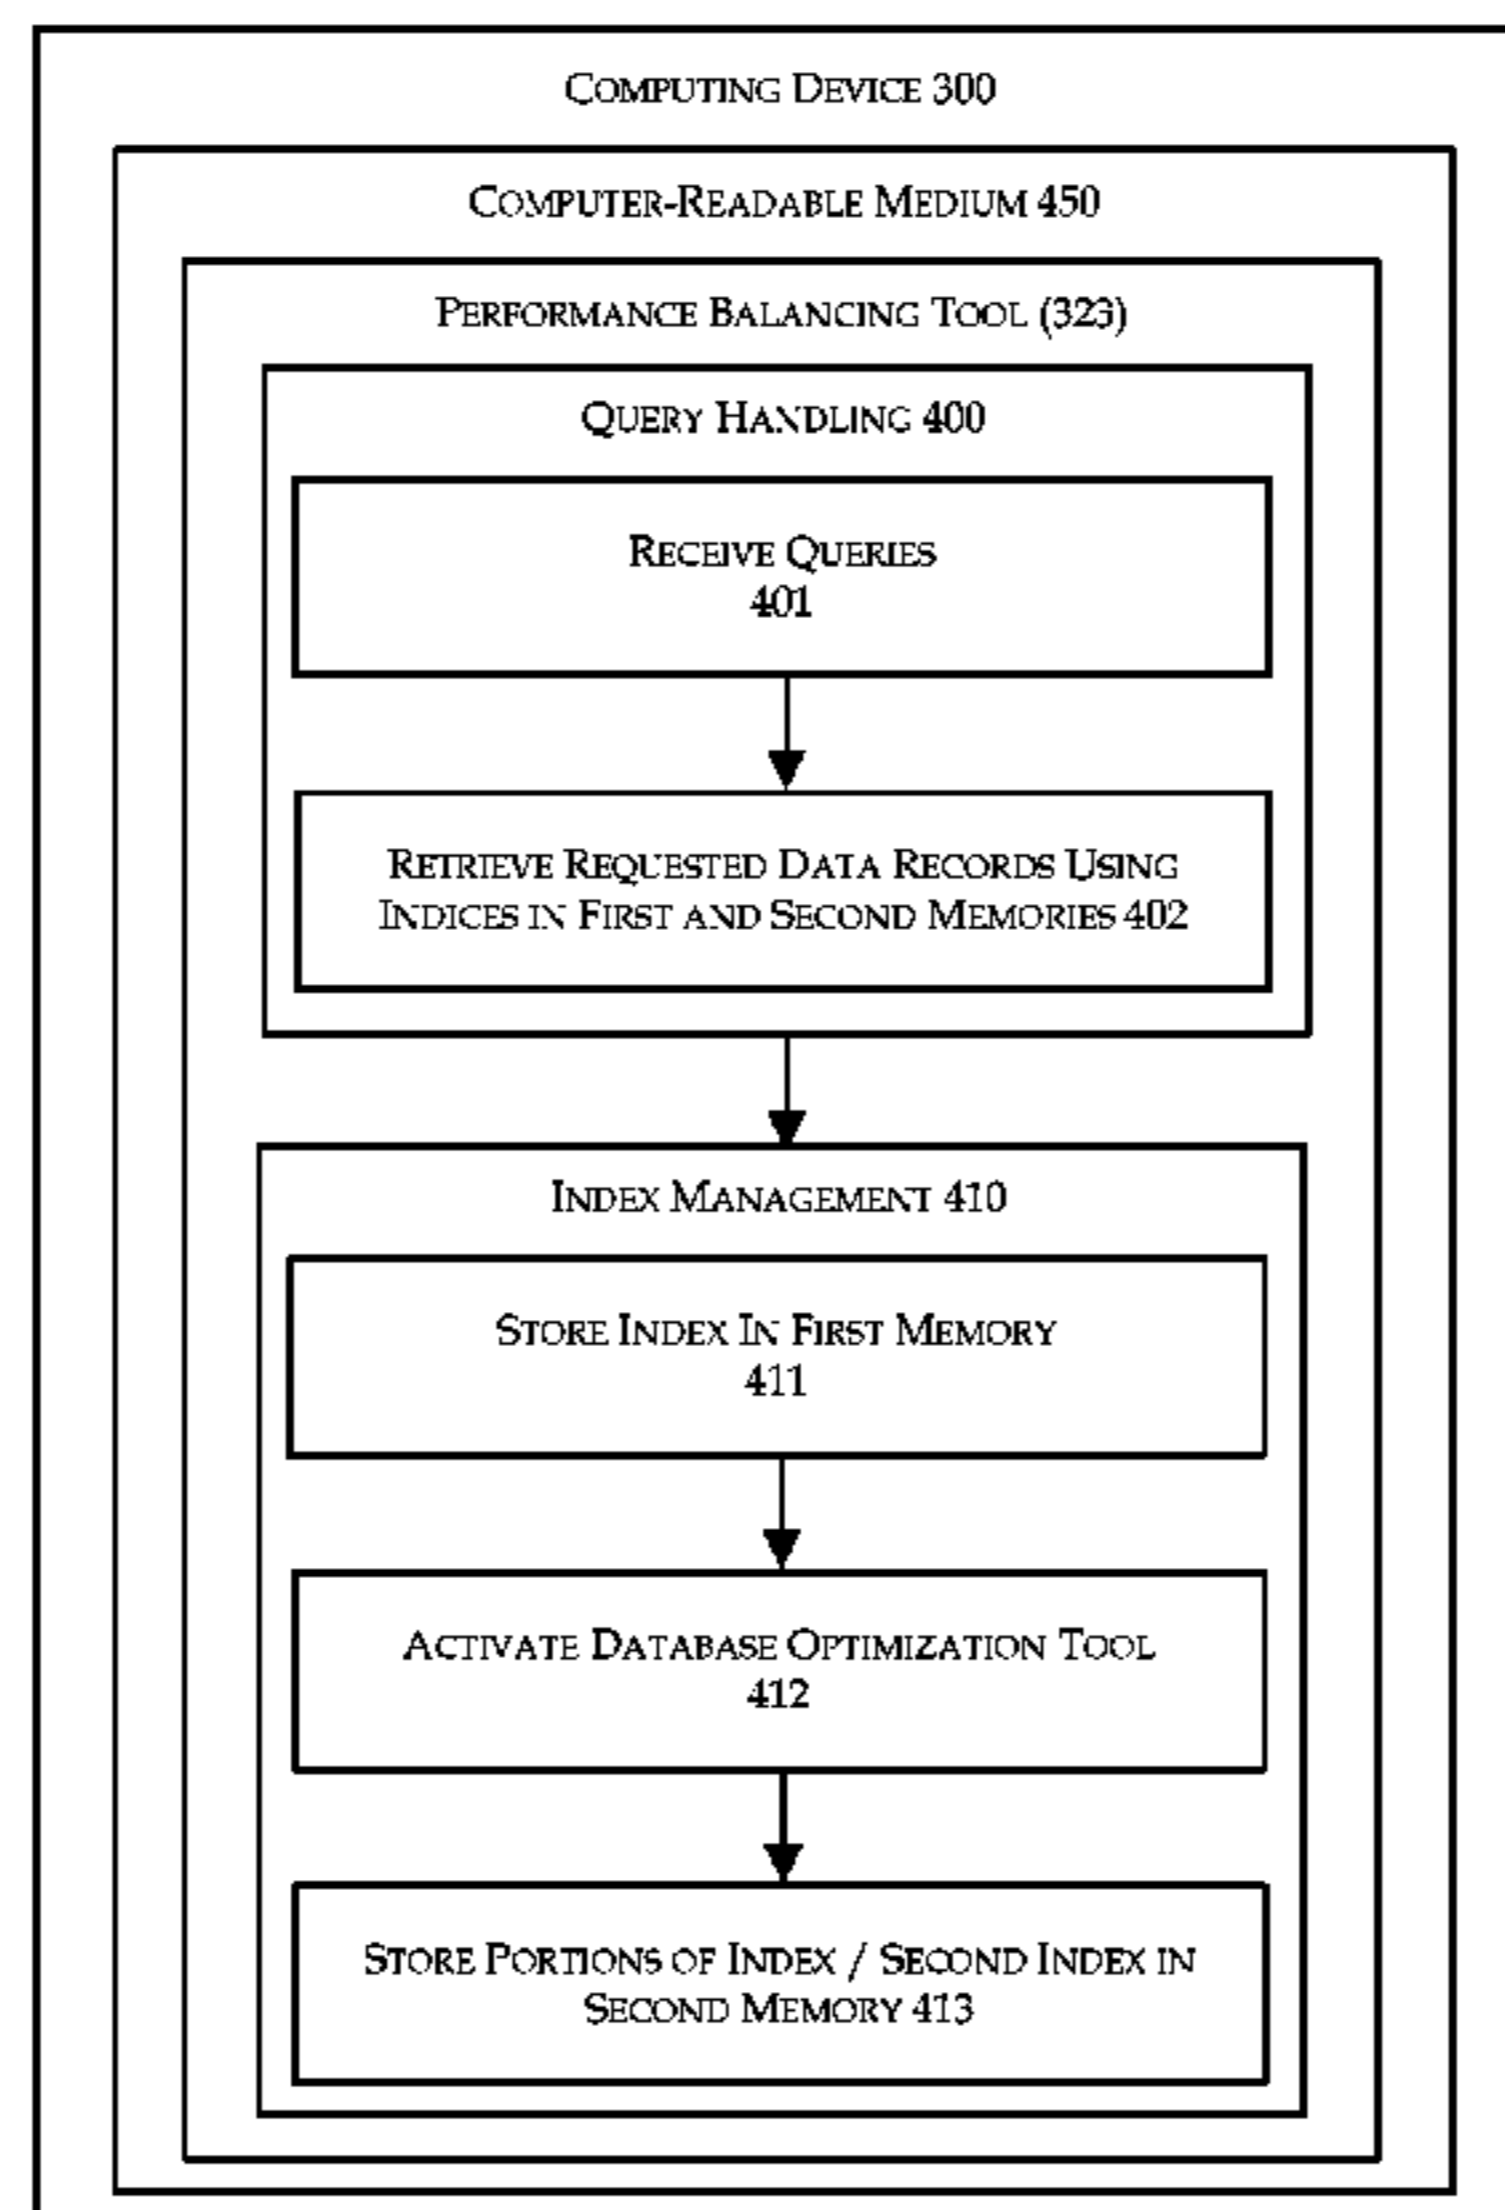 COMPUTING DEVICE 300
COMPUTER-READABLE MEDIUM 450
PERFORMANCE BALANCING TOOL (323)
QUERY HANDLING 400
RECEIVE QUERIES
401
RETRIEVE REQUESTED DATA RECORDS USING
INDICES IN FIRST AND SECOND MEMORIES 402
INDEX MANAGEMENT 410
STORE INDEX IN FIRST MEMORY
411
ACTIVATE DATABASE OPTIMIZATION TOOL
412
STORE PORTIONS OF INDEX / SECOND INDEX IN
SECOND MEMORY 413